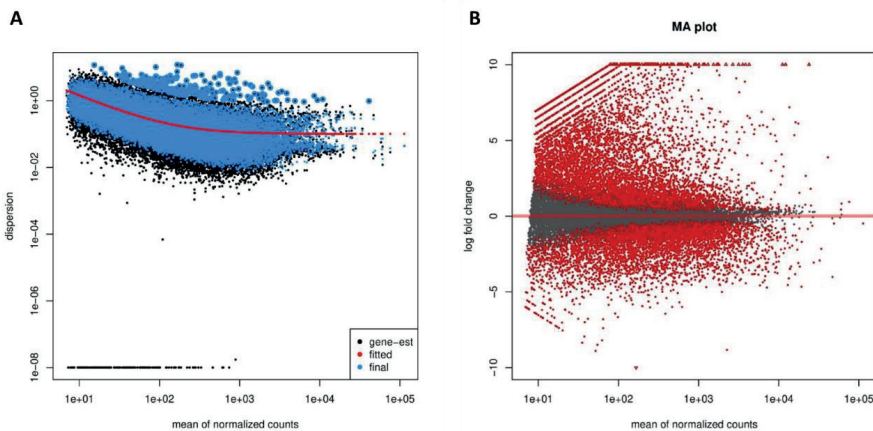 A
1e+00
1e-02
1e-04
1e-06
1e-08
dispersion
gene-est
fitted
final
1e+01 1e+02 1e+03 1e+04 1e+05
mean of normalized counts
B
MA plot
10
5
0
-5
-10
log fold change
1e+01 1e+02 1e+03 1e+04 1e+05
mean of normalized counts